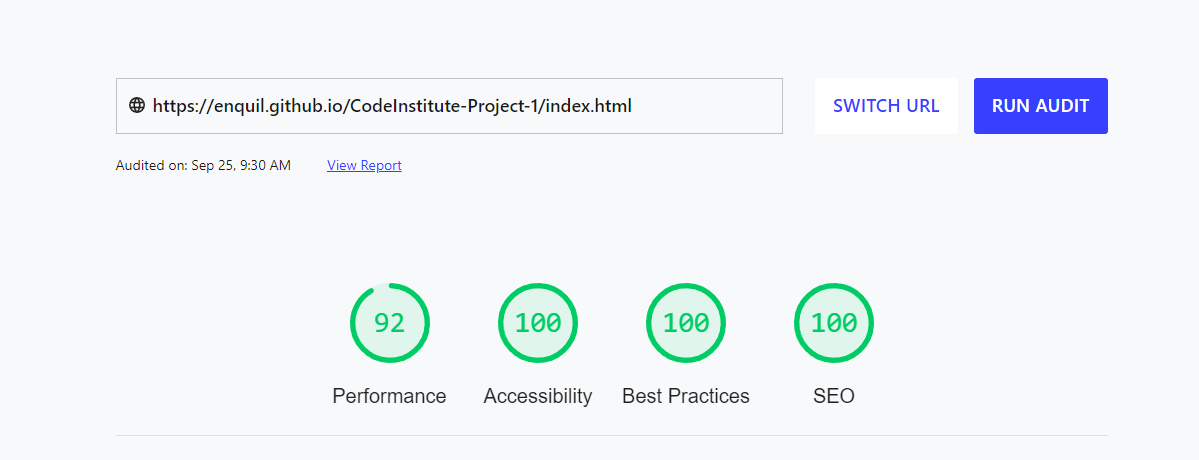 https://enquil.github.io/CodeInstitute-Project-1/index.html SWITCH URL RUN AUDIT
Audited on: Sep 25, 9:30 AM View Report
92 100 100 100
Performance Accessibility Best Practices SEO